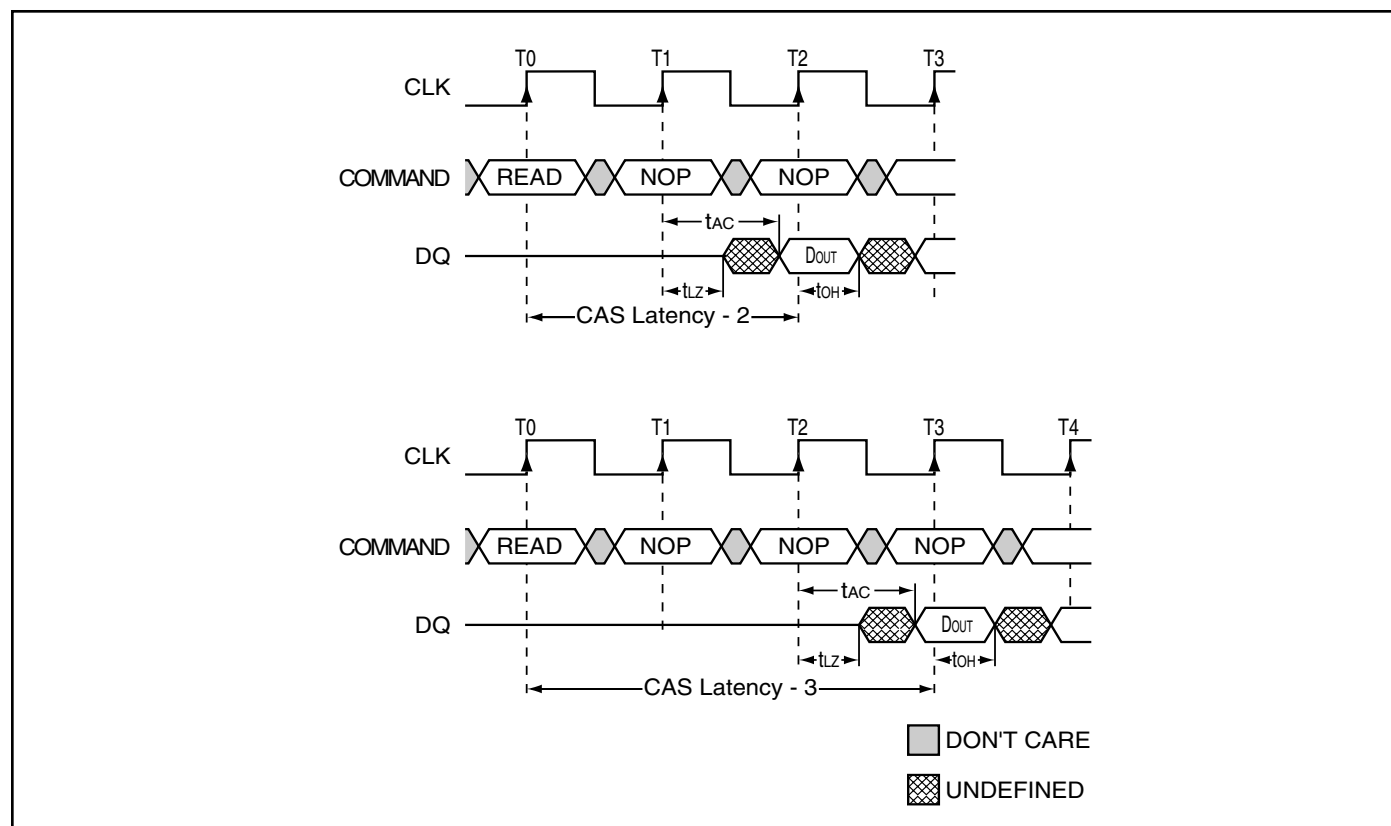 T0 T1 T2 T3
CLK
COMMAND READ NOP NOP
tAC
DQ DOUT
tLZ tOH
CAS Latency - 2
T0 T1 T2 T3 T4
CLK
COMMAND READ NOP NOP NOP
tAC
DQ DOUT
tLZ tOH
CAS Latency - 3
DON'T CARE
UNDEFINED